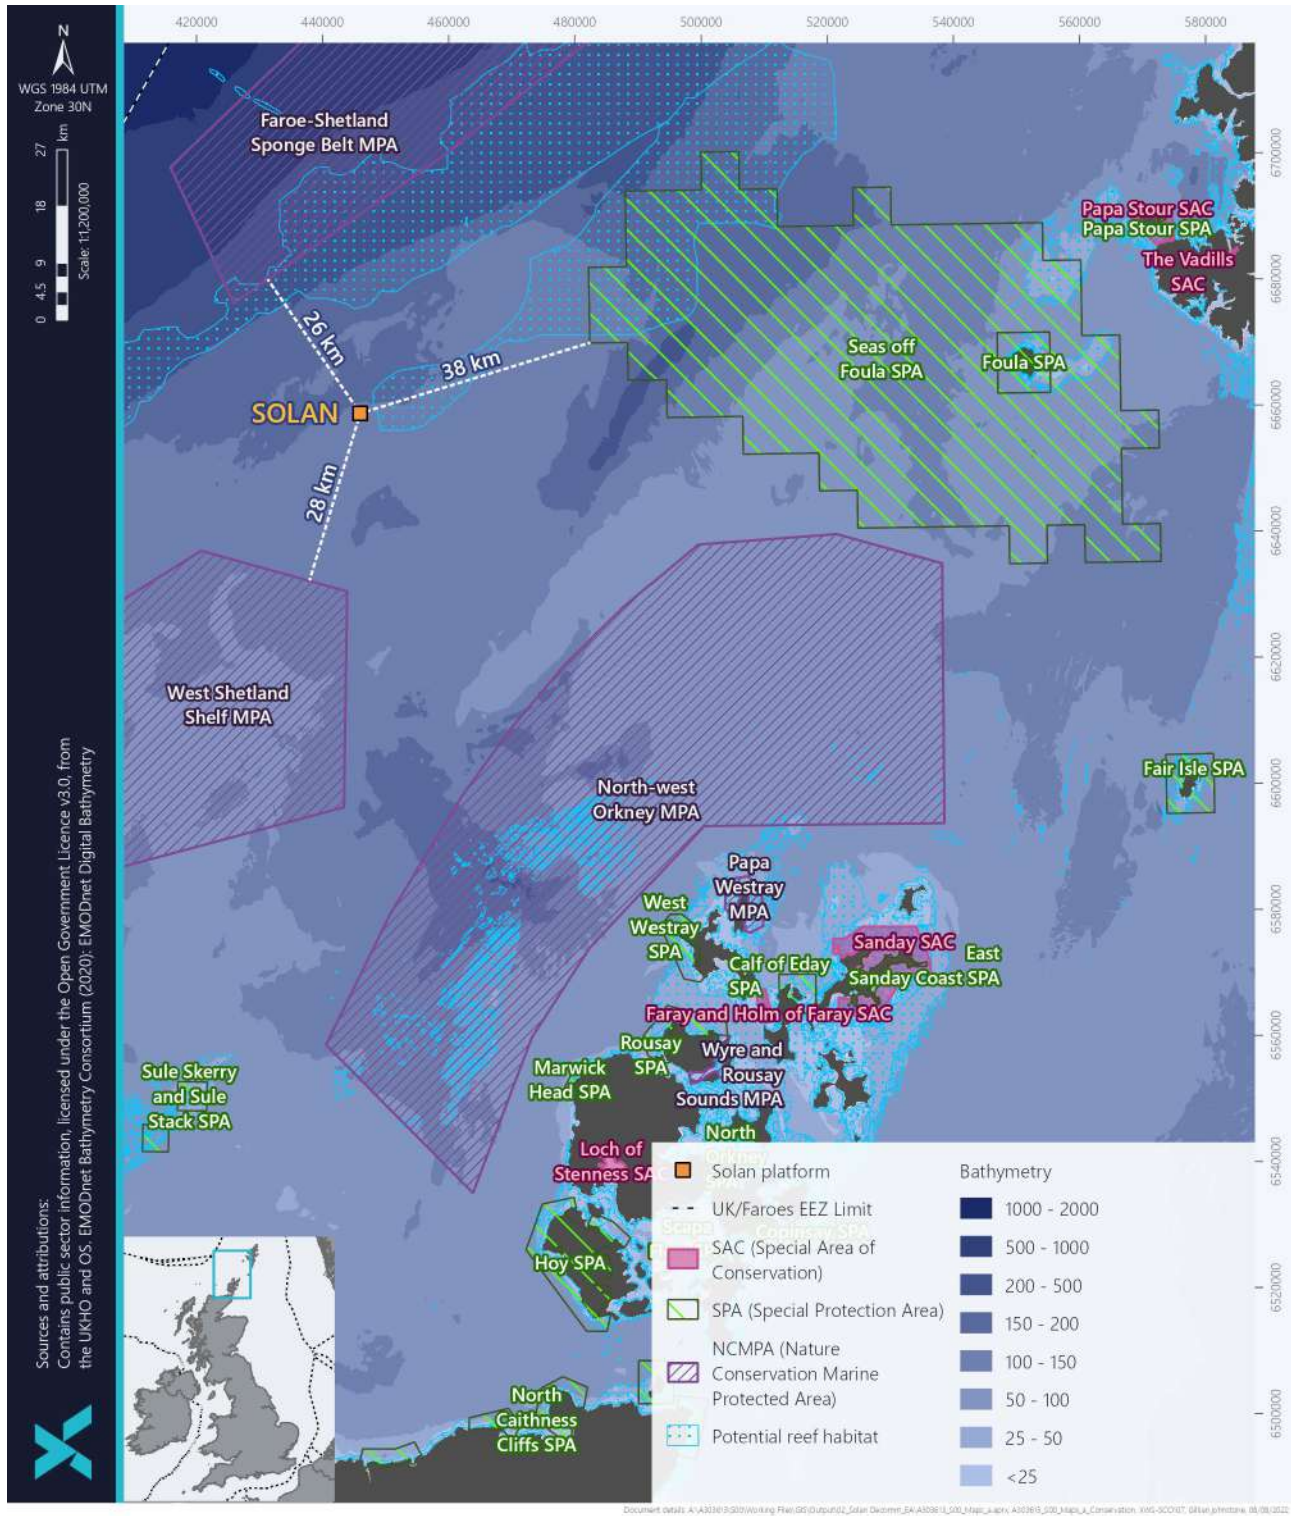 420000 440000 460000 480000 500000 520000 540000 560000 580000
N
WGS 1984 UTM
Zone 30N
0 4.5 9 18 27
km
Scale: 1:1,200,000
Faroe-Shetland
Sponge Belt MPA
6700000
Papa Stour SAC
Papa Stour SPA
The Vadills
SAC
6680000
26 km
38 km
Seas off
Foula SPA
Foula SPA
SOLAN
6660000
28 km
6640000
6620000
West Shetland
Shelf MPA
Fair Isle SPA
North-west
Orkney MPA
6600000
Papa
Westray
MPA
West
Westray
SPA
6580000
Sanday SAC
East
Sanday Coast SPA
Calf of Eday
SPA
Faray and Holm of Faray SAC
Rousay
SPA
Wyre and
Rousay
Sounds MPA
6560000
Marwick
Head SPA
Sule Skerry
and Sule
Stack SPA
North
Orkney
Loch of
Stenness SAC
6540000
Scapa
Copinsay SPA
Hoy SPA
6520000
North
Caithness
Cliffs SPA
6500000
Solan platform
UK/Faroes EEZ Limit
SAC (Special Area of
Conservation)
SPA (Special Protection Area)
NCMPA (Nature
Conservation Marine
Protected Area)
Potential reef habitat
Bathymetry
1000 - 2000
500 - 1000
200 - 500
150 - 200
100 - 150
50 - 100
25 - 50
<25
Sources and attributions:
Contains public sector information, licensed under the Open Government Licence v3.0, from
the UKHO and OS. EMODnet Bathymetry Consortium (2020): EMODnet Digital Bathymetry